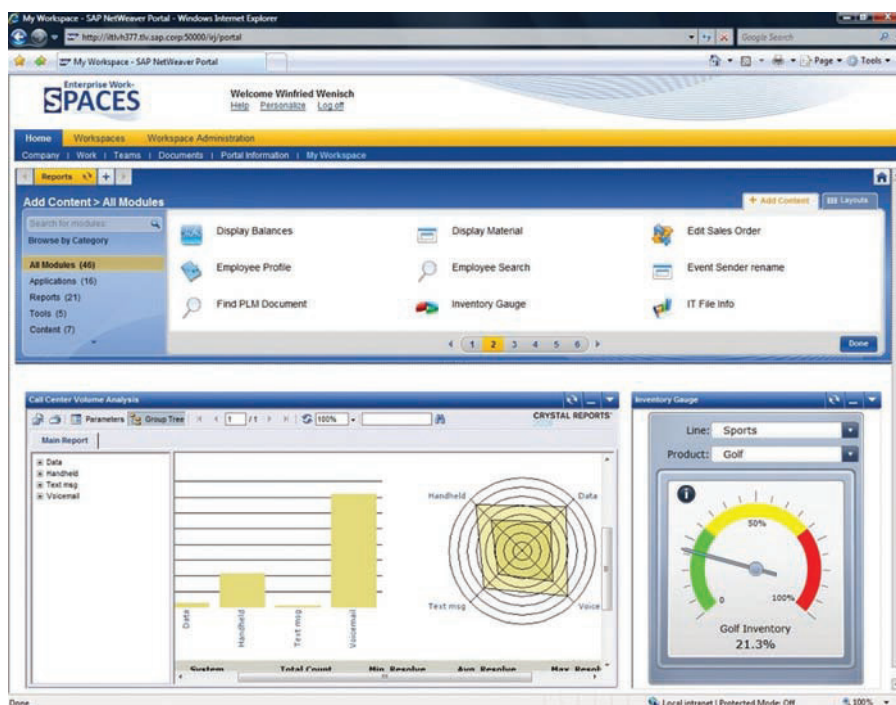 My Workspace - SAP NetWeaver Portal - Windows Internet Explorer
http://iltlvh377.tlv.sap.corp:50000/irj/portal
Google Search
My Workspace - SAP NetWeaver Portal
Page
Tools
Enterprise Work-
SPACES
Welcome Winfried Wenisch
Help Personalize Log off
Home Workspaces Workspace Administration
Company | Work | Teams | Documents | Portal Information | My Workspace
Reports
Add Content > All Modules
+ Add Content
Layouts
Search for modules:
Browse by Category
All Modules (46)
Applications (16)
Reports (21)
Tools (5)
Content (7)
Display Balances
Display Material
Edit Sales Order
Employee Profile
Employee Search
Event Sender rename
Find PLM Document
Inventory Gauge
IT File Info
1 2 3 4 5 6
Done
Call Center Volume Analysis
Parameters Group Tree 1 / 1 100%
CRYSTAL REPORTS
Main Report
Data
Handheld
Text msg
Voicemail
Data
Handheld
Text msg
Voicemail
Handheld
Data
Text msg
Voice
System Total Count Min Resolve Avg Resolve Max Resol
Inventory Gauge
Line: Sports
Product: Golf
50%
0
100%
Golf Inventory
21.3%
Done
Local intranet | Protected Mode: Off
100%